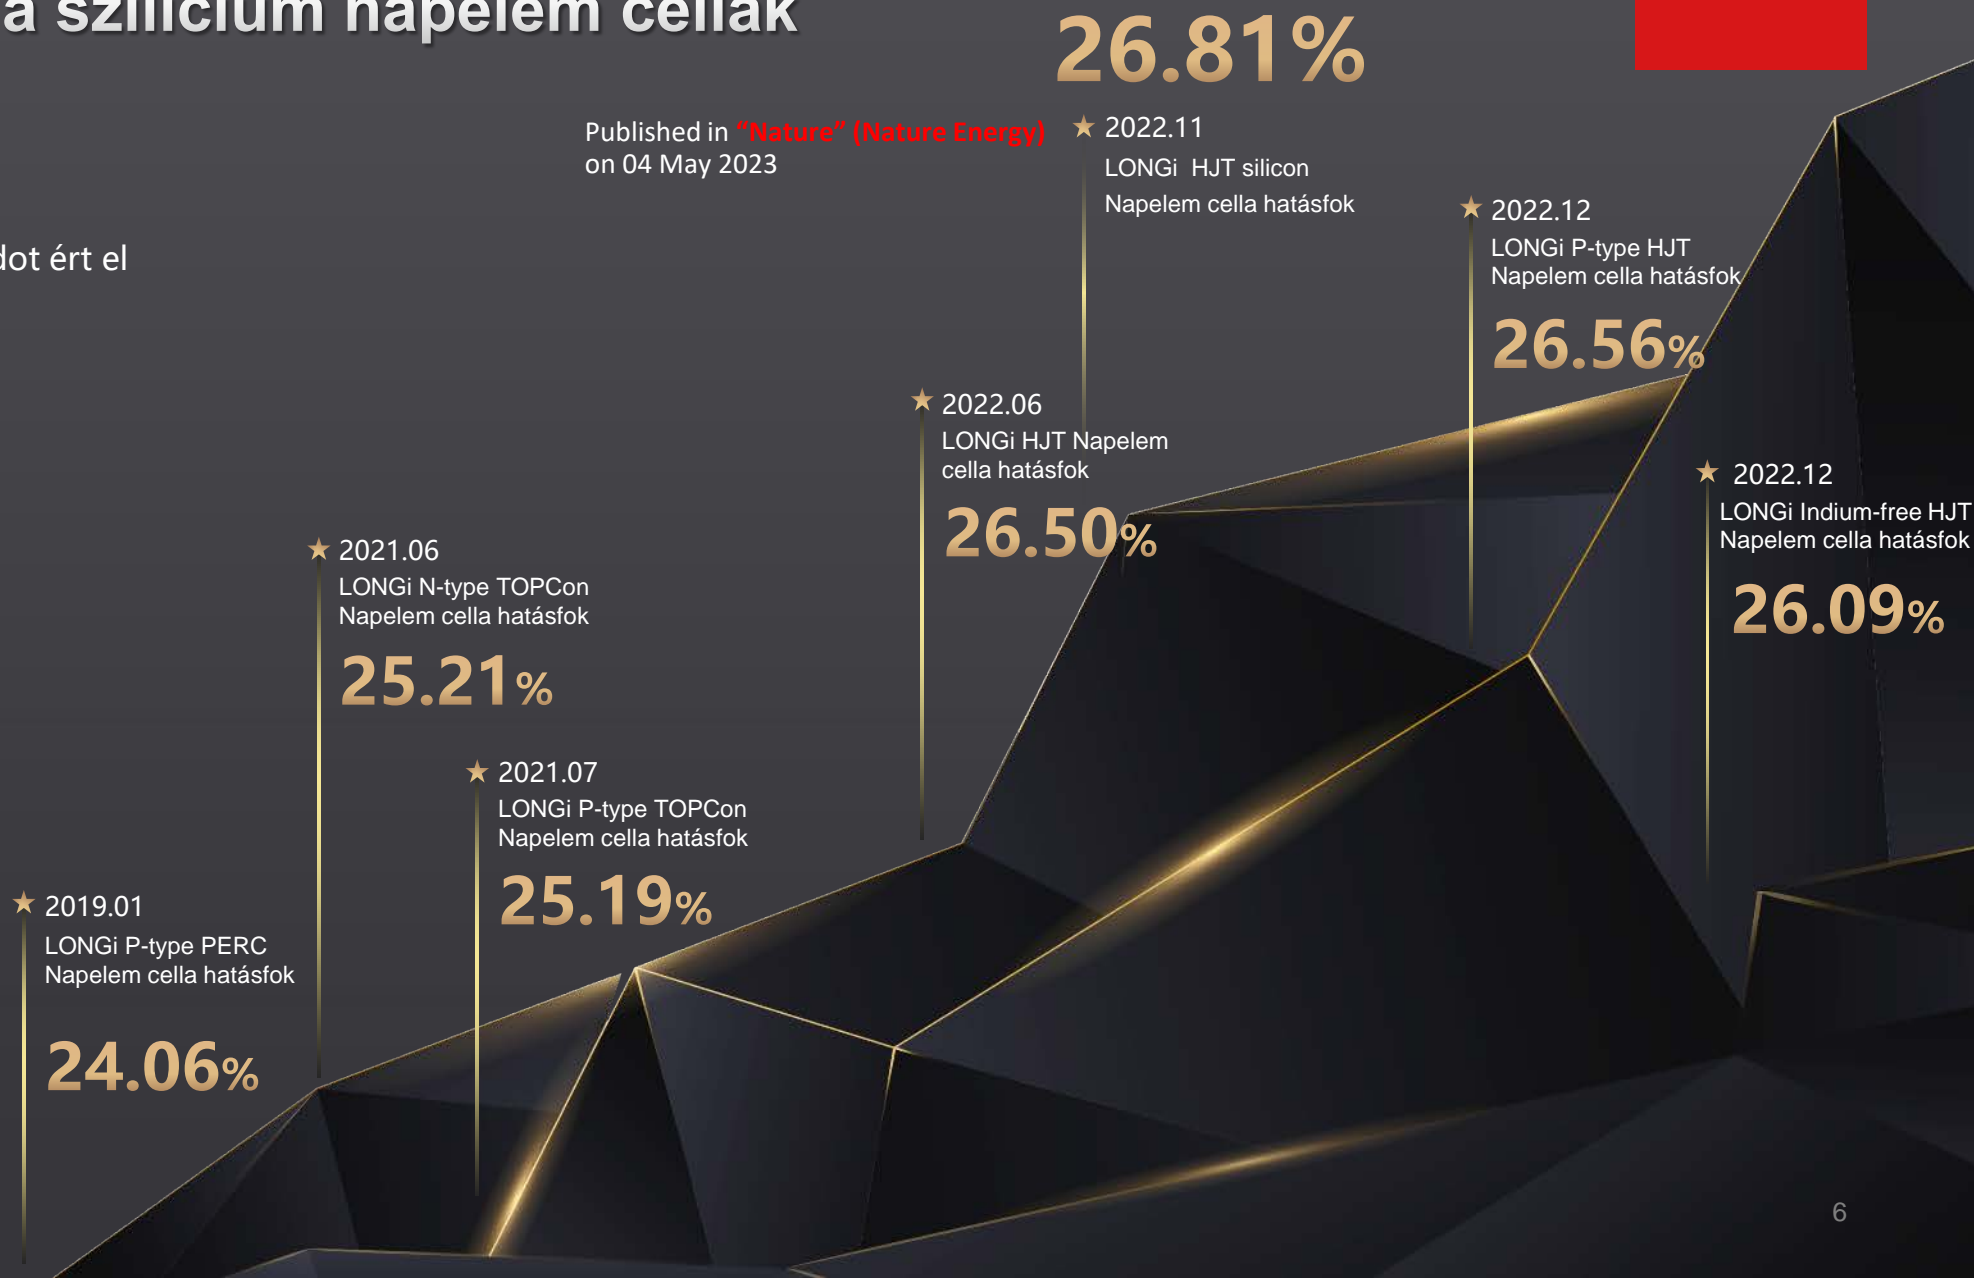 a szilícium napelem cellák
26.81%
Published in “Nature” (Nature Energy)
on 04 May 2023
★ 2022.11
LONGi HJT silicon
Napelem cella hatásfok
dot ért el
★ 2022.12
LONGi P-type HJT
Napelem cella hatásfok
26.56%
★ 2022.06
LONGi HJT Napelem
cella hatásfok
26.50%
★ 2022.12
LONGi Indium-free HJT
Napelem cella hatásfok
26.09%
★ 2021.06
LONGi N-type TOPCon
Napelem cella hatásfok
25.21%
★ 2021.07
LONGi P-type TOPCon
Napelem cella hatásfok
25.19%
★ 2019.01
LONGi P-type PERC
Napelem cella hatásfok
24.06%
6